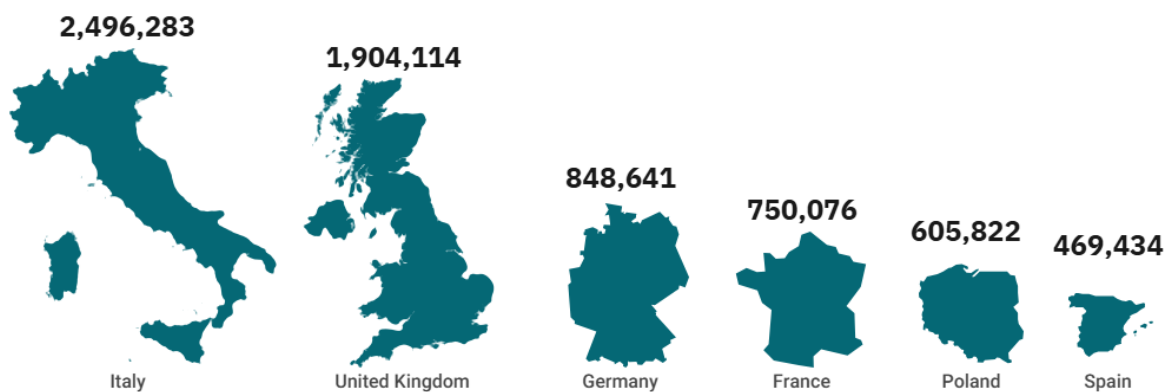 2,496,283
1,904,114
848,641
750,076
605,822
469,434
Italy
United Kingdom
Germany
France
Poland
Spain